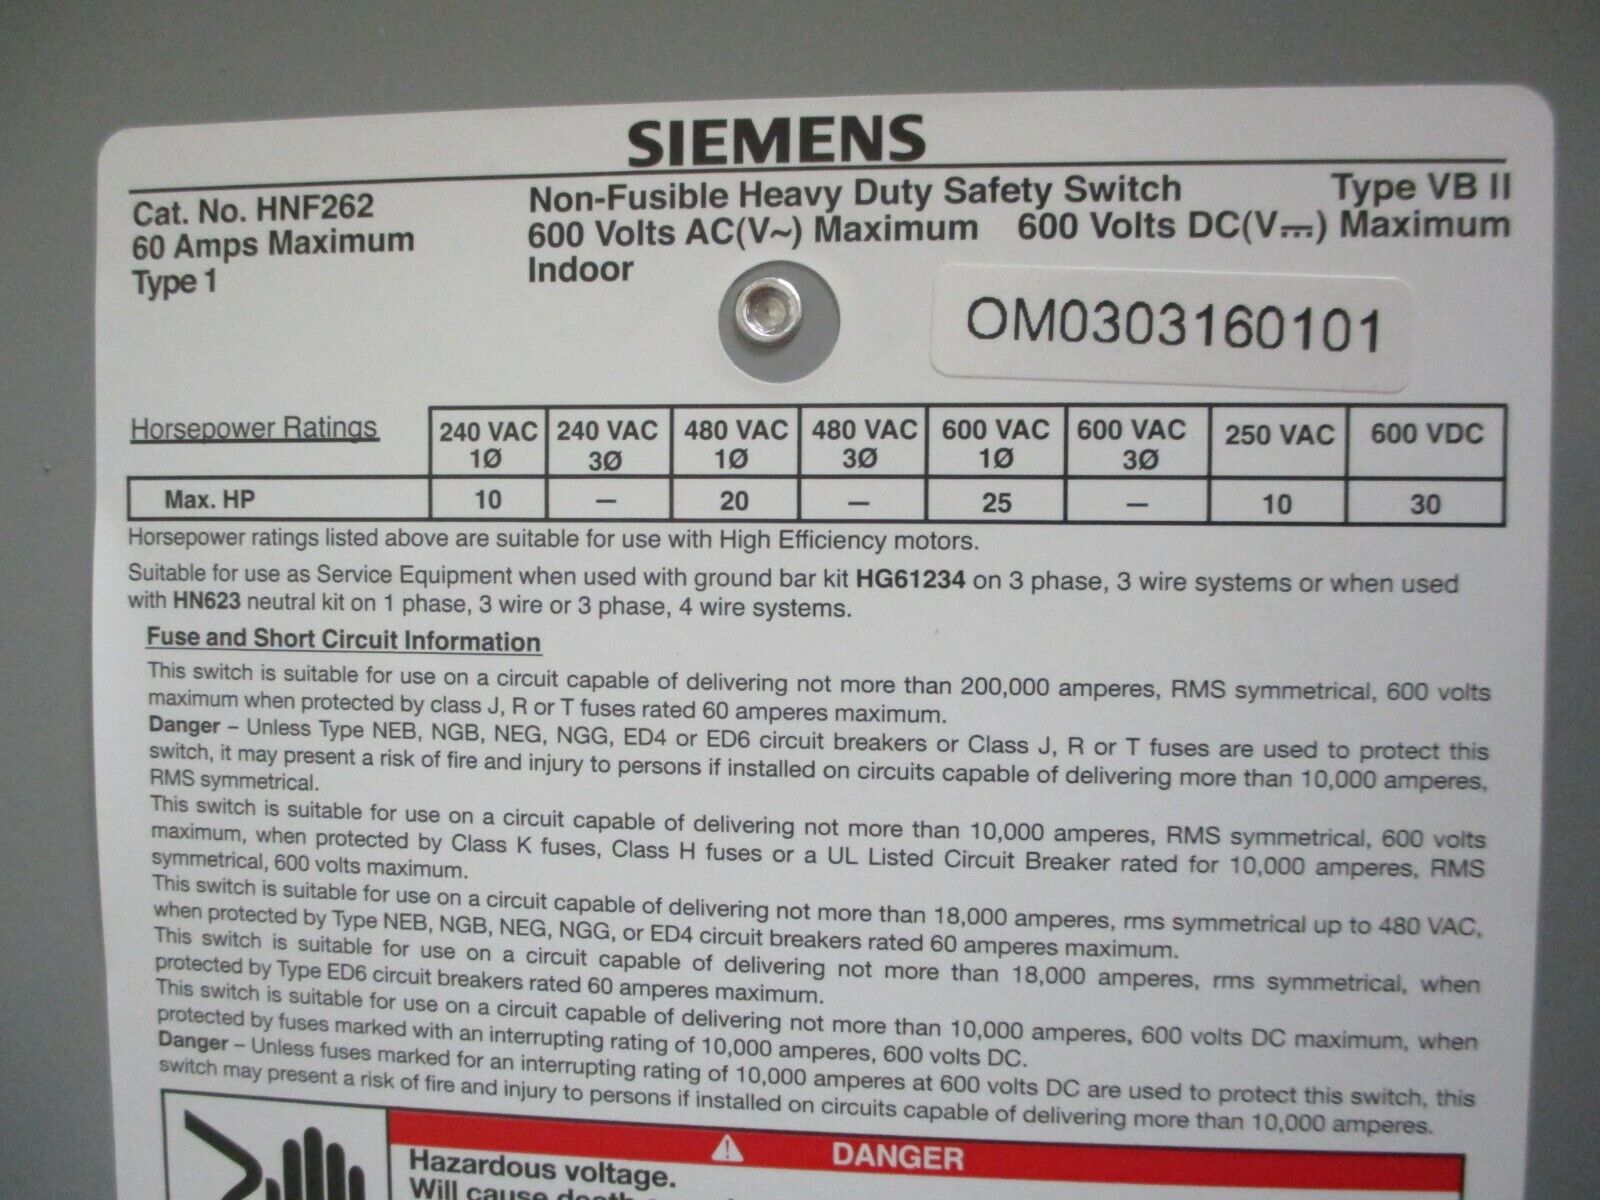 SIEMENS
Cat. No. HNF262
60 Amps Maximum
Type 1
Non-Fusible Heavy Duty Safety Switch Type VB II
600 Volts AC(V~) Maximum 600 Volts DC(V⎓) Maximum
Indoor
OM0303160101
Horsepower Ratings 240 VAC 1Ø 240 VAC 3Ø 480 VAC 1Ø 480 VAC 3Ø 600 VAC 1Ø 600 VAC 3Ø 250 VAC 600 VDC
Max. HP 10 — 20 — 25 — 10 30
Horsepower ratings listed above are suitable for use with High Efficiency motors.
Suitable for use as Service Equipment when used with ground bar kit HG61234 on 3 phase, 3 wire systems or when used
with HN623 neutral kit on 1 phase, 3 wire or 3 phase, 4 wire systems.
Fuse and Short Circuit Information
This switch is suitable for use on a circuit capable of delivering not more than 200,000 amperes, RMS symmetrical, 600 volts
maximum when protected by class J, R or T fuses rated 60 amperes maximum.
Danger – Unless Type NEB, NGB, NEG, NGG, ED4 or ED6 circuit breakers or Class J, R or T fuses are used to protect this
switch, it may present a risk of fire and injury to persons if installed on circuits capable of delivering more than 10,000 amperes,
RMS symmetrical.
This switch is suitable for use on a circuit capable of delivering not more than 10,000 amperes, RMS symmetrical, 600 volts
maximum, when protected by Class K fuses, Class H fuses or a UL Listed Circuit Breaker rated for 10,000 amperes, RMS
symmetrical, 600 volts maximum.
This switch is suitable for use on a circuit capable of delivering not more than 18,000 amperes, rms symmetrical up to 480 VAC,
when protected by Type NEB, NGB, NEG, NGG, or ED4 circuit breakers rated 60 amperes maximum.
This switch is suitable for use on a circuit capable of delivering not more than 18,000 amperes, rms symmetrical, when
protected by Type ED6 circuit breakers rated 60 amperes maximum.
This switch is suitable for use on a circuit capable of delivering not more than 10,000 amperes, 600 volts DC maximum, when
protected by fuses marked with an interrupting rating of 10,000 amperes, 600 volts DC.
Danger – Unless fuses marked for an interrupting rating of 10,000 amperes at 600 volts DC are used to protect this switch, this
switch may present a risk of fire and injury to persons if installed on circuits capable of delivering more than 10,000 amperes.
DANGER
Hazardous voltage.
Will cause death